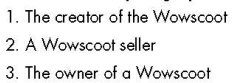 1. The creator of the Wowscoot
2. A Wowscoot seller
3. The owner of a Wowscoot